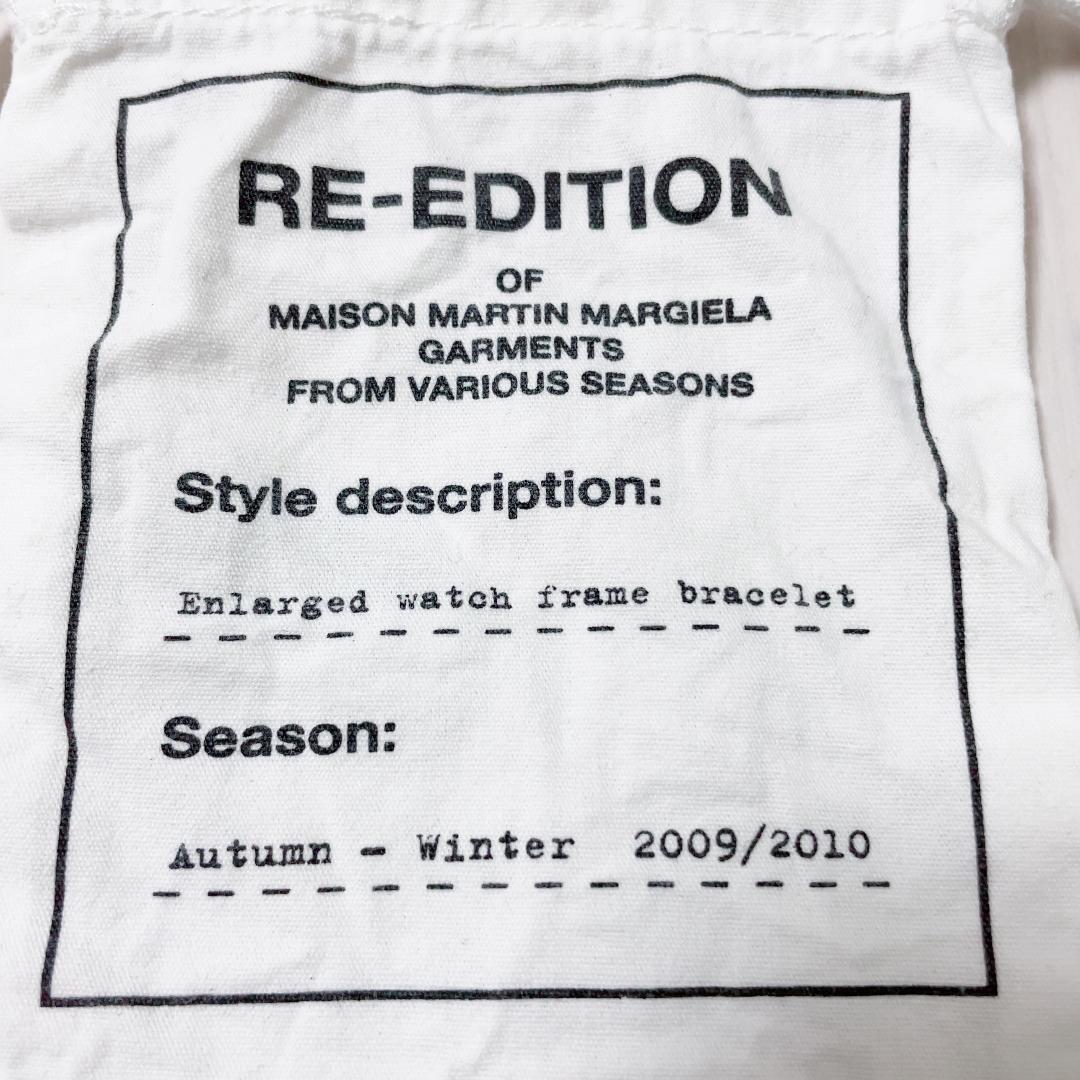 RE-EDITION
OF
MAISON MARTIN MARGIELA
GARMENTS
FROM VARIOUS SEASONS
Style description:
Enlarged watch frame bracelet
Season:
Autumn - Winter 2009/2010